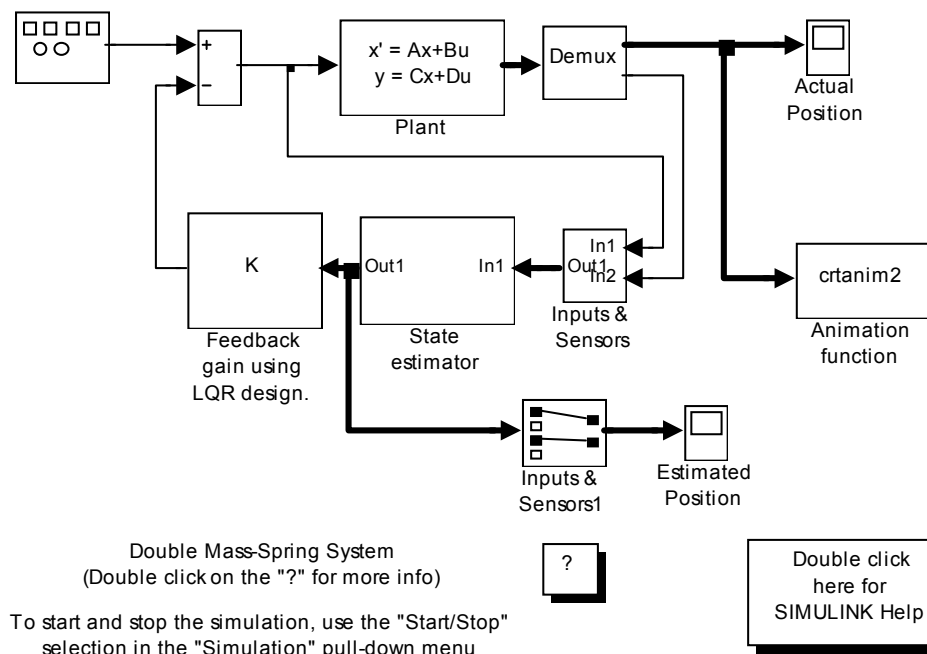 +
−
x' = Ax+Bu
y = Cx+Du
Plant
Demux
Actual
Position
K
Feedback
gain using
LQR design.
Out1
In1
State
estimator
In1
Out1
In2
Inputs &
Sensors
crtanim2
Animation
function
Inputs &
Sensors1
Estimated
Position
Double Mass-Spring System
(Double click on the "?" for more info)
To start and stop the simulation, use the "Start/Stop"
selection in the "Simulation" pull-down menu
?
Double click
here for
SIMULINK Help